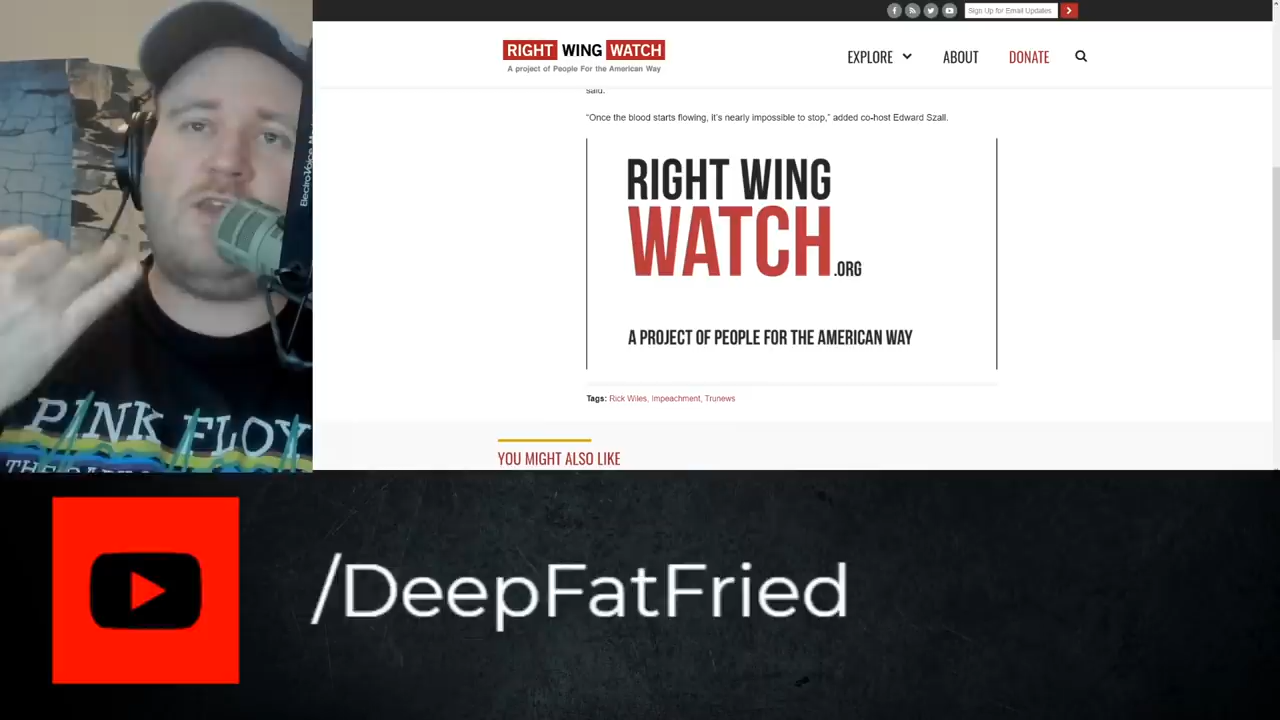 Sign Up for Email Updates
RIGHT WING WATCH
A project of People For the American Way
EXPLORE
ABOUT
DONATE
said.
“Once the blood starts flowing, it’s nearly impossible to stop,” added co-host Edward Szall.
RIGHT WING
WATCH.ORG
A PROJECT OF PEOPLE FOR THE AMERICAN WAY
Tags: Rick Wiles, Impeachment, Trunews
YOU MIGHT ALSO LIKE
PINK FLOY
THE DARK
/DeepFatFried